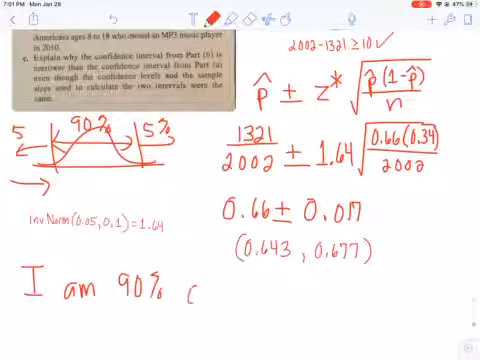 7:01 PM Mon Jan 28
47%
Americans ages 8 to 18 who owned an MP3 music player
in 2010.
c. Explain why the confidence interval from Part (b) is
narrower than the confidence interval from Part (a)
even though the confidence levels and the sample
sizes used to calculate the two intervals were the
same.
2002-1321≥10✓
p̂ ± z* √(p̂(1-p̂)/n)
5 90% 5%
1321/2002 ± 1.64 √(0.66(0.34)/2002)
invNorm(0.05,0,1)=1.64
0.66 ± 0.017
(0.643, 0.677)
I am 90% c